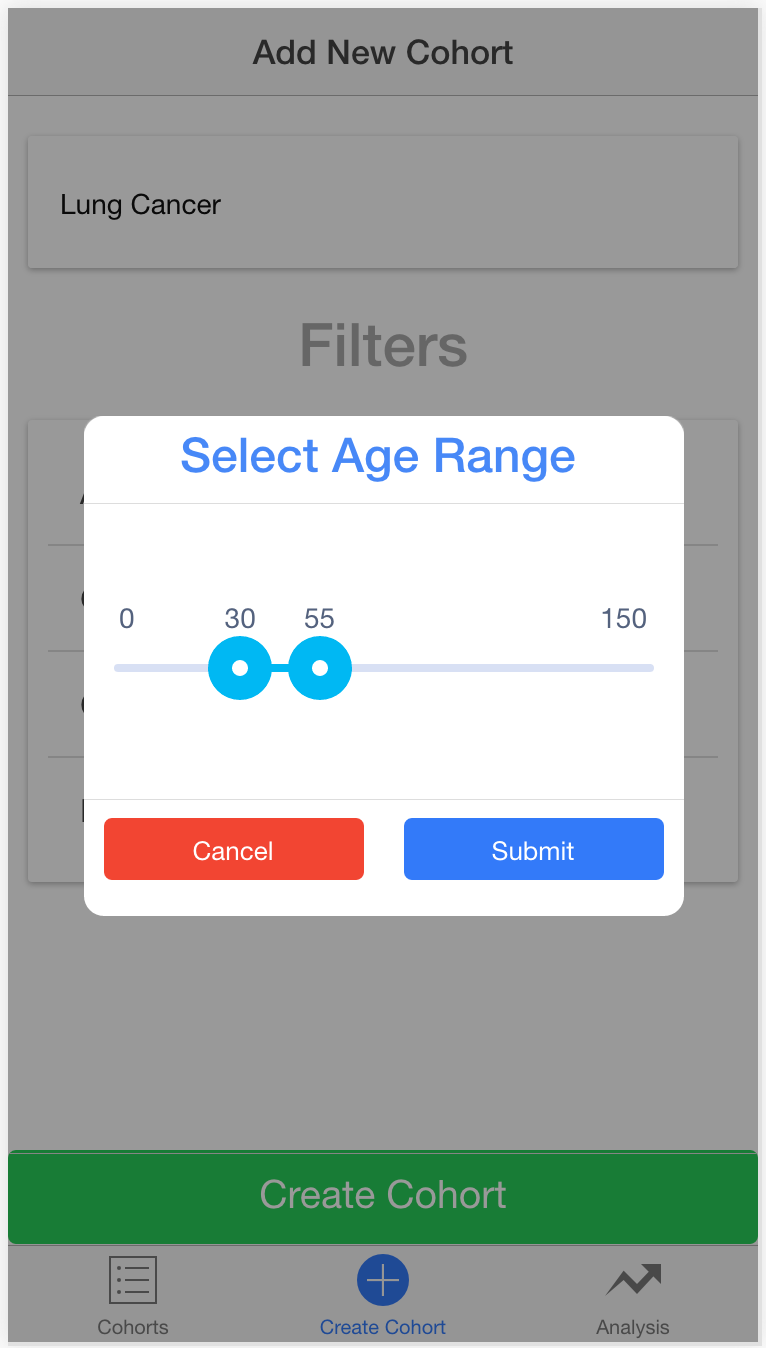 Add New Cohort
Lung Cancer
Filters
Select Age Range
0 30 55 150
Cancel Submit
Create Cohort
Cohorts Create Cohort Analysis